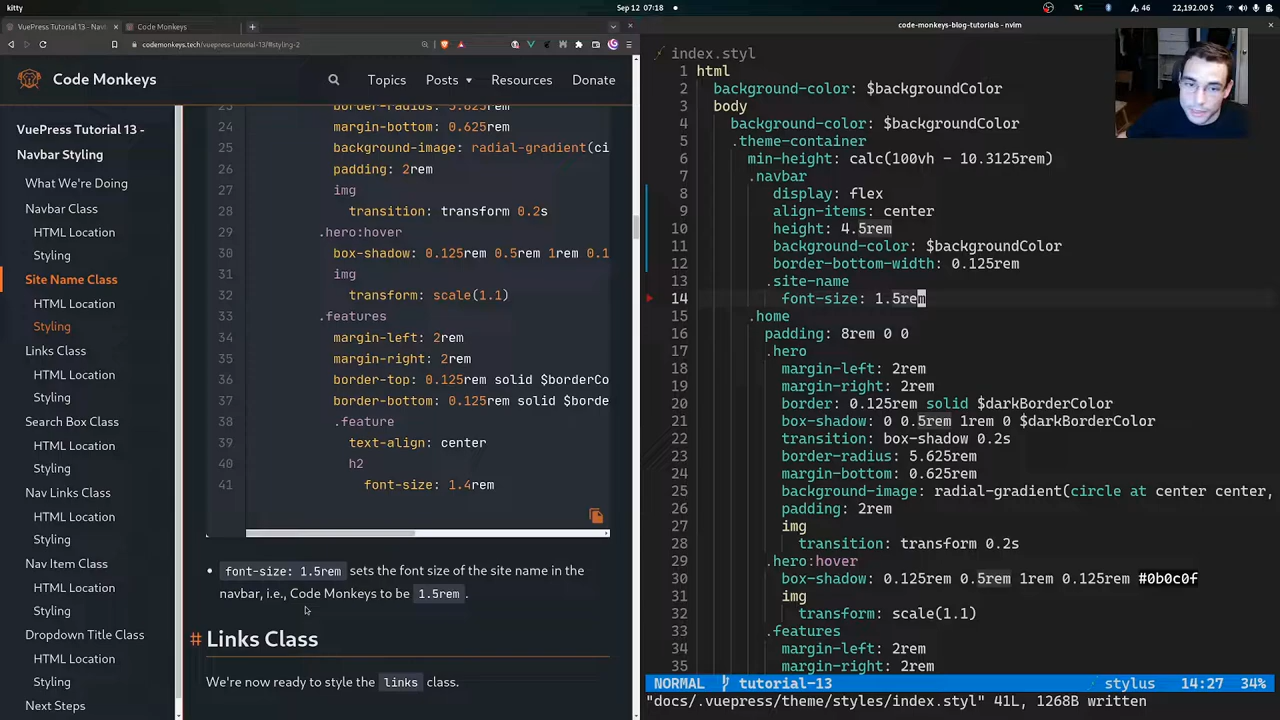 kitty
Sep 12 07:18
46
22,192.00 $
VuePress Tutorial 13 - Nav
Code Monkeys
codemonkeys.tech/vuepress-tutorial-13/#styling-2
Code Monkeys
Topics
Posts
Resources
Donate
VuePress Tutorial 13 -
Navbar Styling
What We're Doing
Navbar Class
HTML Location
Styling
Site Name Class
HTML Location
Styling
Links Class
HTML Location
Styling
Search Box Class
HTML Location
Styling
Nav Links Class
HTML Location
Styling
Nav Item Class
HTML Location
Styling
Dropdown Title Class
HTML Location
Styling
Next Steps
23 border-radius: 5.625rem
24 margin-bottom: 0.625rem
25 background-image: radial-gradient(ci
26 padding: 2rem
27 img
28 transition: transform 0.2s
29 .hero:hover
30 box-shadow: 0.125rem 0.5rem 1rem 0.1
31 img
32 transform: scale(1.1)
33 .features
34 margin-left: 2rem
35 margin-right: 2rem
36 border-top: 0.125rem solid $borderCo
37 border-bottom: 0.125rem solid $borde
38 .feature
39 text-align: center
40 h2
41 font-size: 1.4rem
font-size: 1.5rem sets the font size of the site name in the
navbar, i.e., Code Monkeys to be 1.5rem.
# Links Class
We're now ready to style the links class.
code-monkeys-blog-tutorials - nvim
index.styl
1 html
2 background-color: $backgroundColor
3 body
4 background-color: $backgroundColor
5 .theme-container
6 min-height: calc(100vh - 10.3125rem)
7 .navbar
8 display: flex
9 align-items: center
10 height: 4.5rem
11 background-color: $backgroundColor
12 border-bottom-width: 0.125rem
13 .site-name
14 font-size: 1.5rem
15 .home
16 padding: 8rem 0 0
17 .hero
18 margin-left: 2rem
19 margin-right: 2rem
20 border: 0.125rem solid $darkBorderColor
21 box-shadow: 0 0.5rem 1rem 0 $darkBorderColor
22 transition: box-shadow 0.2s
23 border-radius: 5.625rem
24 margin-bottom: 0.625rem
25 background-image: radial-gradient(circle at center center,
26 padding: 2rem
27 img
28 transition: transform 0.2s
29 .hero:hover
30 box-shadow: 0.125rem 0.5rem 1rem 0.125rem #0b0c0f
31 img
32 transform: scale(1.1)
33 .features
34 margin-left: 2rem
35 margin-right: 2rem
NORMAL tutorial-13 stylus 14:27 34%
"docs/.vuepress/theme/styles/index.styl" 41L, 1268B written